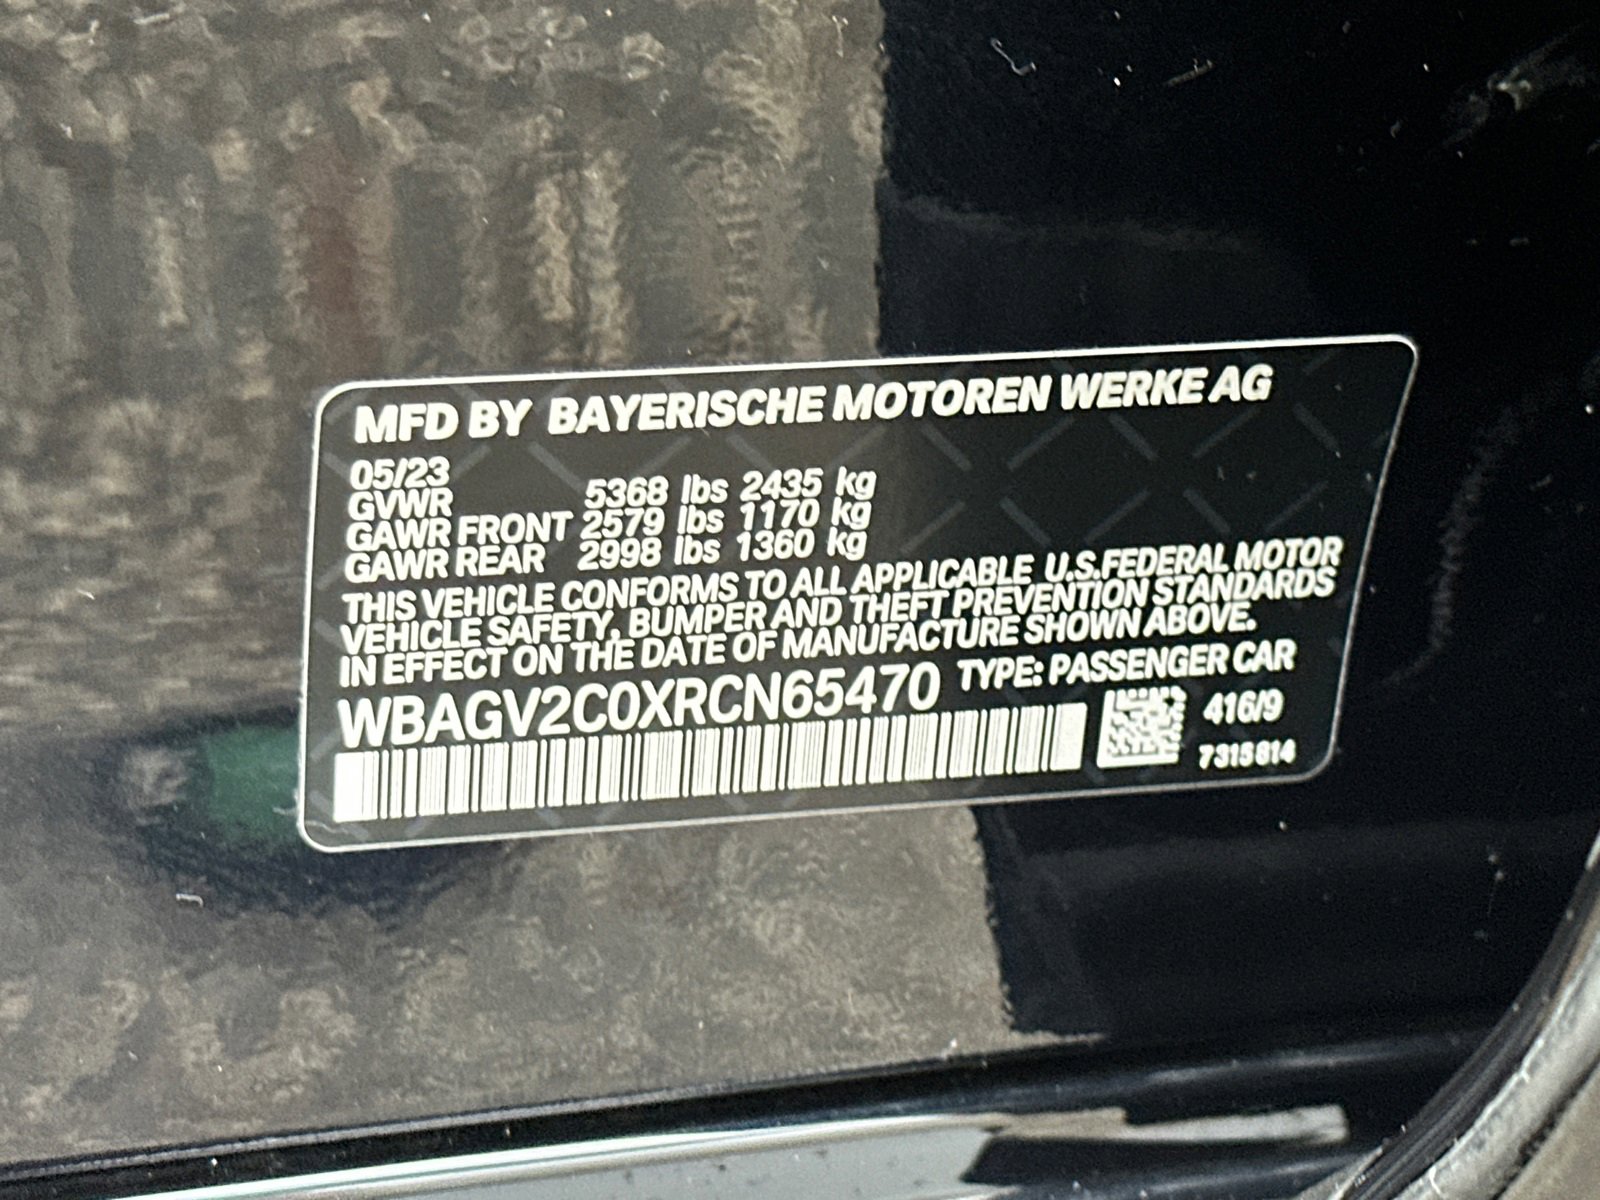 MFD BY BAYERISCHE MOTOREN WERKE AG
05/23
GVWR 5368 lbs 2435 kg
GAWR FRONT 2579 lbs 1170 kg
GAWR REAR 2998 lbs 1360 kg
THIS VEHICLE CONFORMS TO ALL APPLICABLE U.S.FEDERAL MOTOR
VEHICLE SAFETY, BUMPER AND THEFT PREVENTION STANDARDS
IN EFFECT ON THE DATE OF MANUFACTURE SHOWN ABOVE.
WBAGV2C0XRCN65470 TYPE: PASSENGER CAR
416/9
7315814